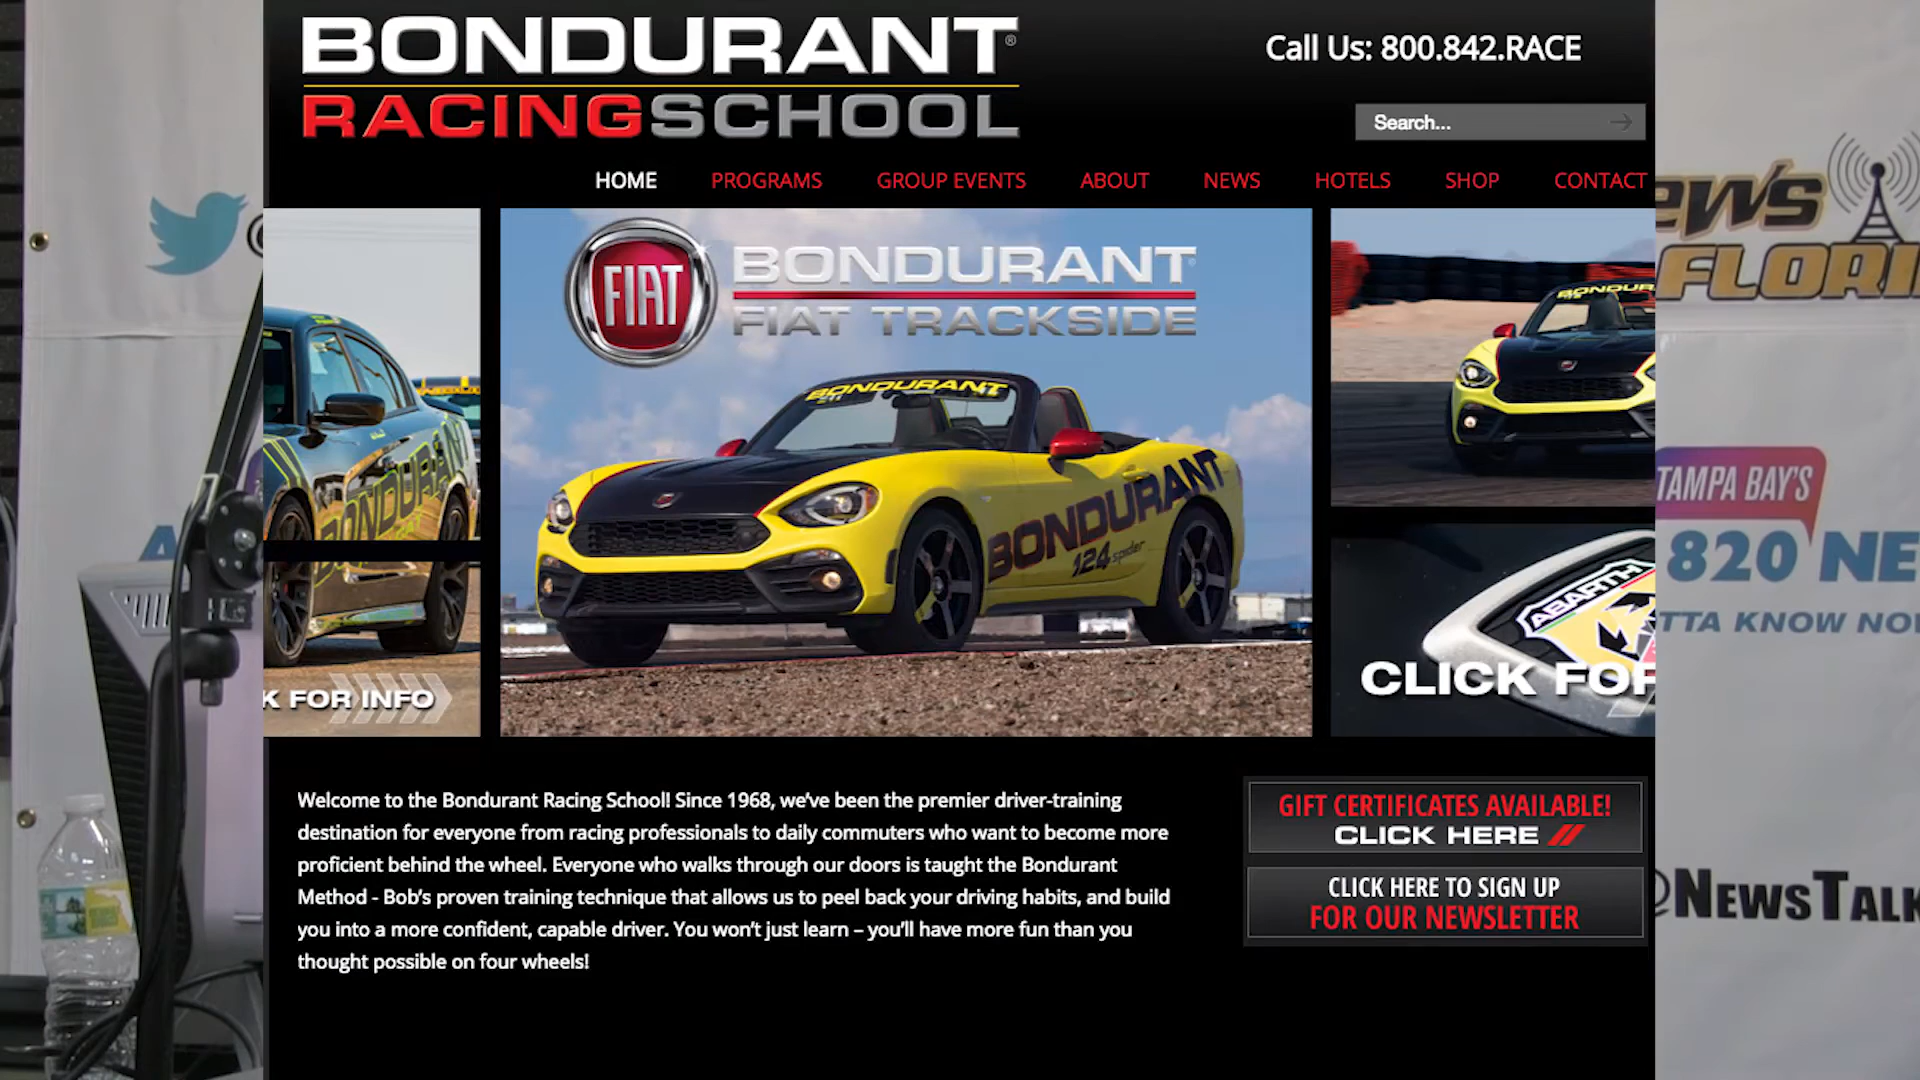 BONDURANT®
RACINGSCHOOL
Call Us: 800.842.RACE
Search...
HOME PROGRAMS GROUP EVENTS ABOUT NEWS HOTELS SHOP CONTACT
FIAT
BONDURANT
FIAT TRACKSIDE
BONDURANT
BONDURANT
124 spider
BONDURANT
K FOR INFO
BONDUR
ABARTH
CLICK FOR
Welcome to the Bondurant Racing School! Since 1968, we've been the premier driver-training
destination for everyone from racing professionals to daily commuters who want to become more
proficient behind the wheel. Everyone who walks through our doors is taught the Bondurant
Method - Bob's proven training technique that allows us to peel back your driving habits, and build
you into a more confident, capable driver. You won't just learn – you'll have more fun than you
thought possible on four wheels!
GIFT CERTIFICATES AVAILABLE!
CLICK HERE //
CLICK HERE TO SIGN UP
FOR OUR NEWSLETTER
@
ews
FLORI
TAMPA BAY'S
820 NE
TTA KNOW NOW
@NEWSTALK